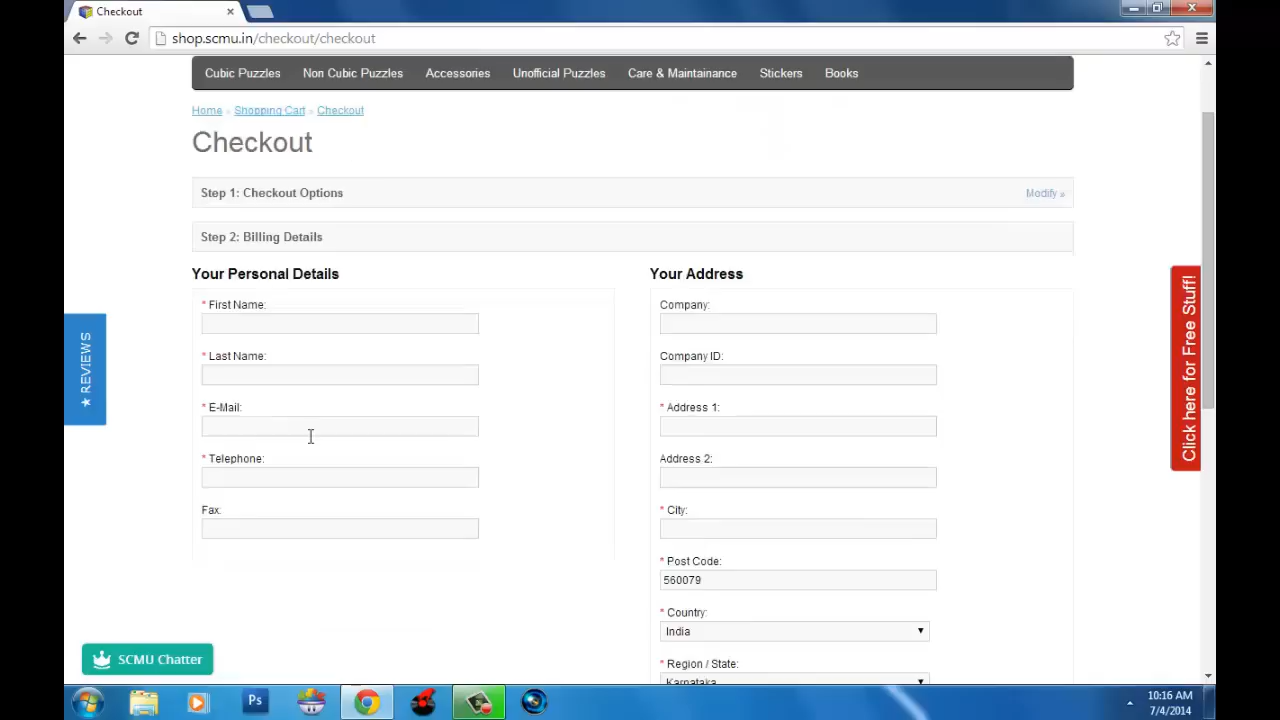 Checkout
shop.scmu.in/checkout/checkout
Cubic Puzzles Non Cubic Puzzles Accessories Unofficial Puzzles Care & Maintainance Stickers Books
Home » Shopping Cart » Checkout
Checkout
Step 1: Checkout Options Modify »
Step 2: Billing Details
Your Personal Details
* First Name:
* Last Name:
* E-Mail:
* Telephone:
Fax:
Your Address
Company:
Company ID:
* Address 1:
Address 2:
* City:
* Post Code:
560079
* Country:
India
* Region / State:
Karnataka
★ REVIEWS
Click here for Free Stuff!
SCMU Chatter
Ps
10:16 AM
7/4/2014